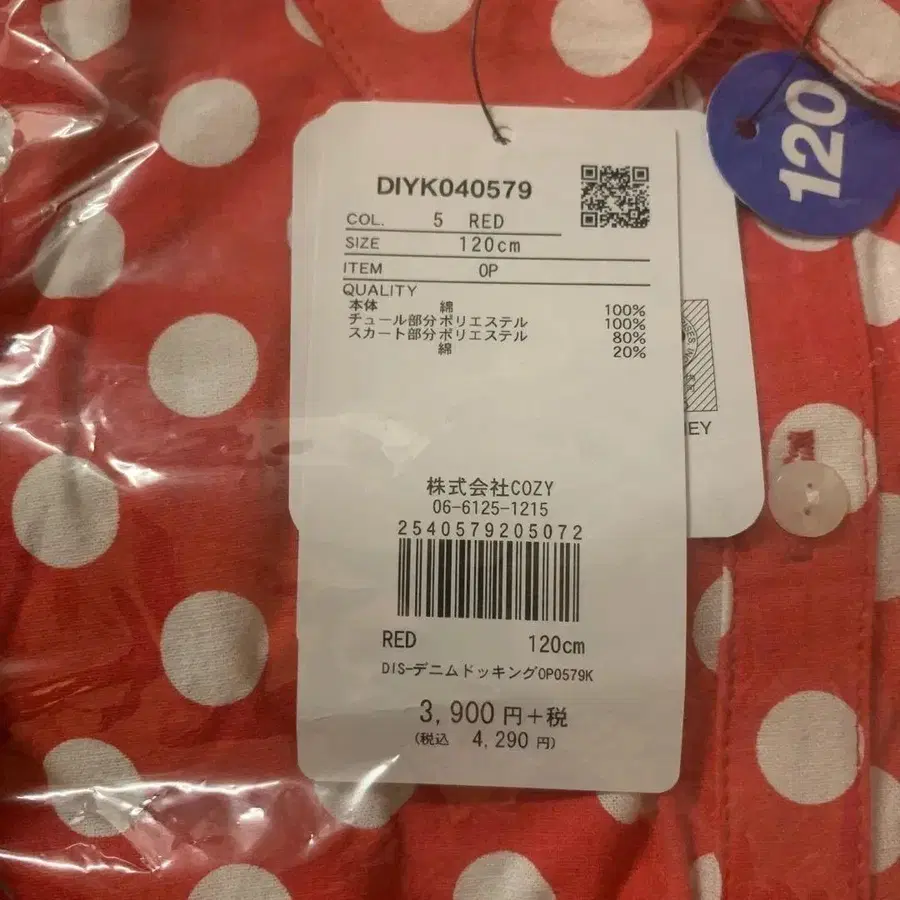 120
DIYK040579
COL. 5 RED
SIZE 120cm
ITEM OP
QUALITY
本体 綿 100%
チュール部分 ポリエステル 100%
スカート部分 ポリエステル 80%
綿 20%
EY
株式会社COZY
06-6125-1215
2540579205072
RED 120cm
DIS-デニムドッキングOP0579K
3,900 円+税
(税込 4,290 円)